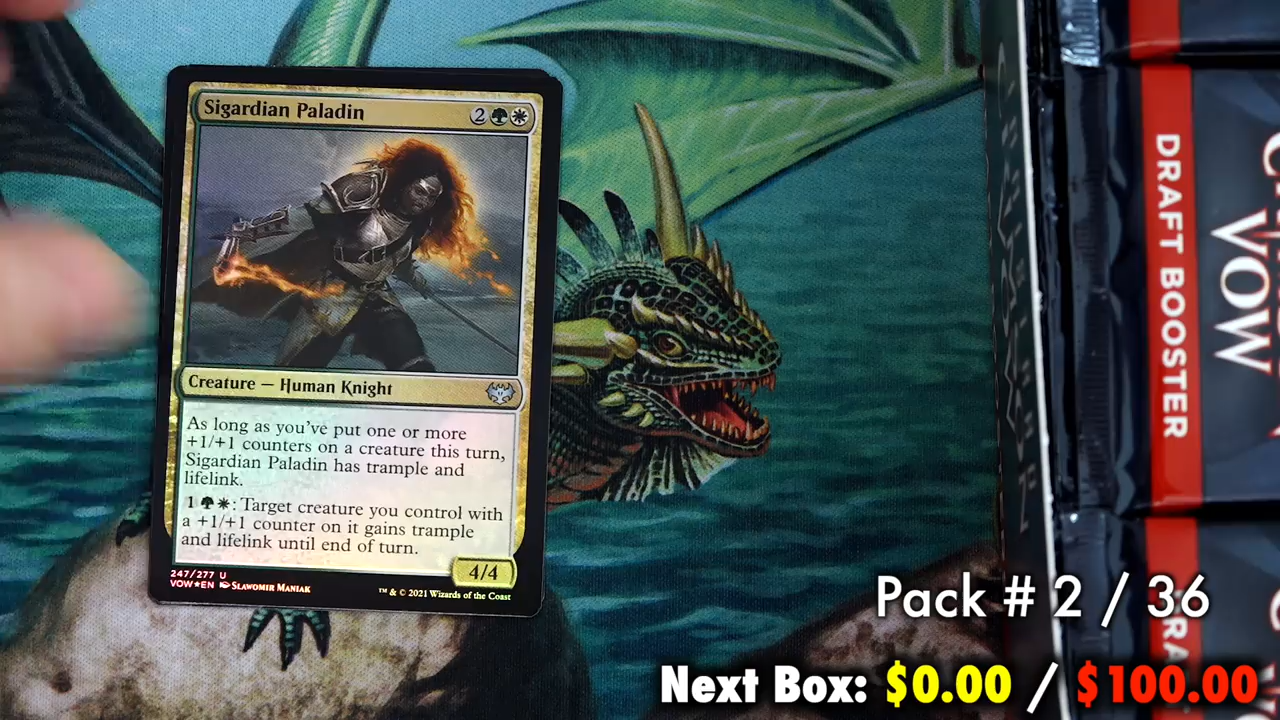 Sigardian Paladin 2
Creature — Human Knight
As long as you've put one or more
+1/+1 counters on a creature this turn,
Sigardian Paladin has trample and
lifelink.
1 : Target creature you control with
a +1/+1 counter on it gains trample
and lifelink until end of turn.
4/4
247/277 U
VOW★EN Slawomir Maniak
™ & © 2021 Wizards of the Coast
DRAFT BOOSTER
VOW
Pack # 2 / 36
Next Box: $0.00 / $100.00